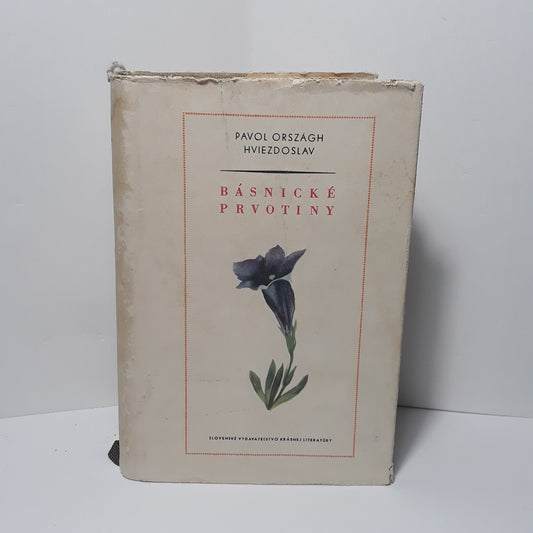 PAVOL ORSZÁGH
HVIEZDOSLAV
BÁSNICKÉ
PRVOTINY
SLOVENSKÉ VYDAVATEĽSTVO KRÁSNEJ LITERATÚRY